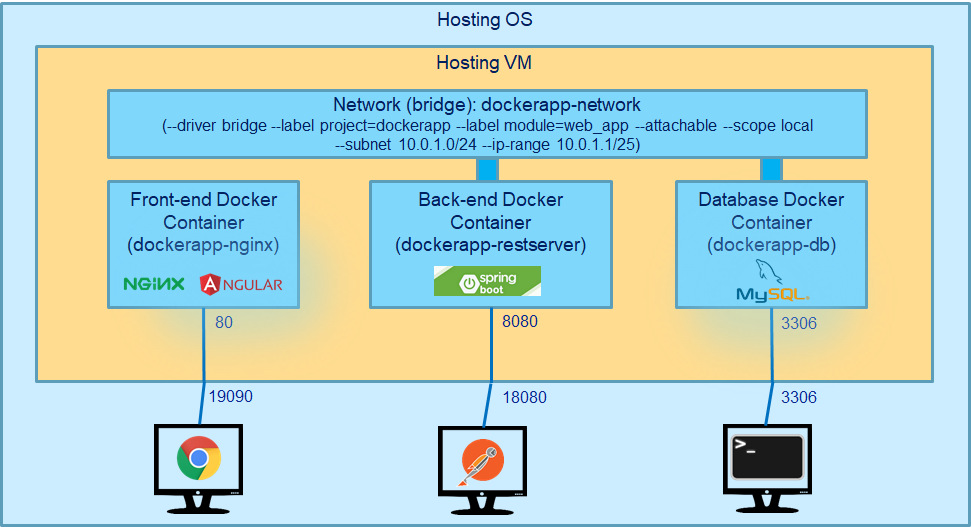 Hosting OS
Hosting VM
Network (bridge): dockerapp-network
(--driver bridge --label project=dockerapp --label module=web_app --attachable --scope local
--subnet 10.0.1.0/24 --ip-range 10.0.1.1/25)
Front-end Docker
Container
(dockerapp-nginx)
NGINX
ANGULAR
80
19090
Back-end Docker
Container
(dockerapp-restserver)
spring
boot
8080
18080
Database Docker
Container
(dockerapp-db)
MySQL
3306
3306
>_